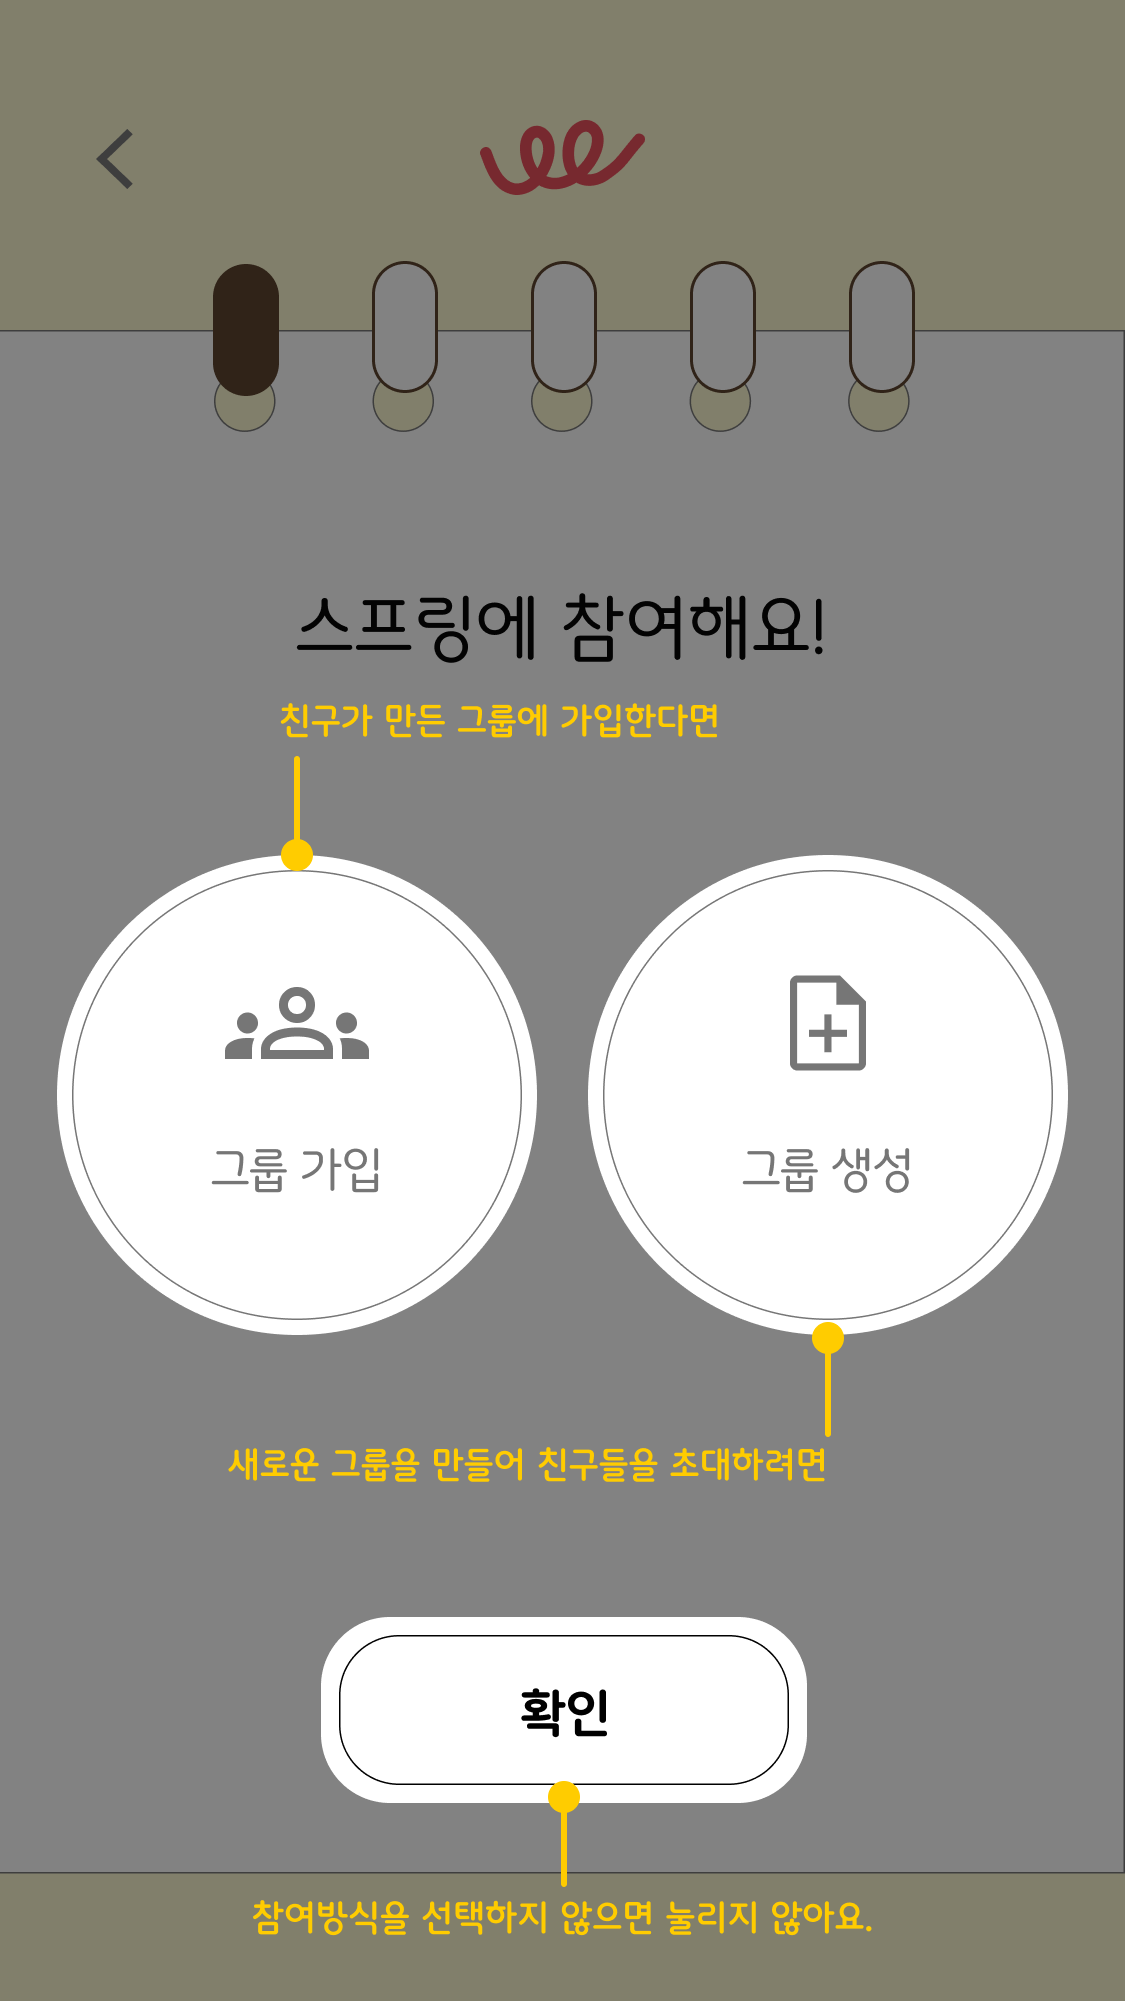 스프링에 참여해요!
친구가 만든 그룹에 가입한다면
그룹 가입
그룹 생성
새로운 그룹을 만들어 친구들을 초대하려면
확인
참여방식을 선택하지 않으면 눌리지 않아요.